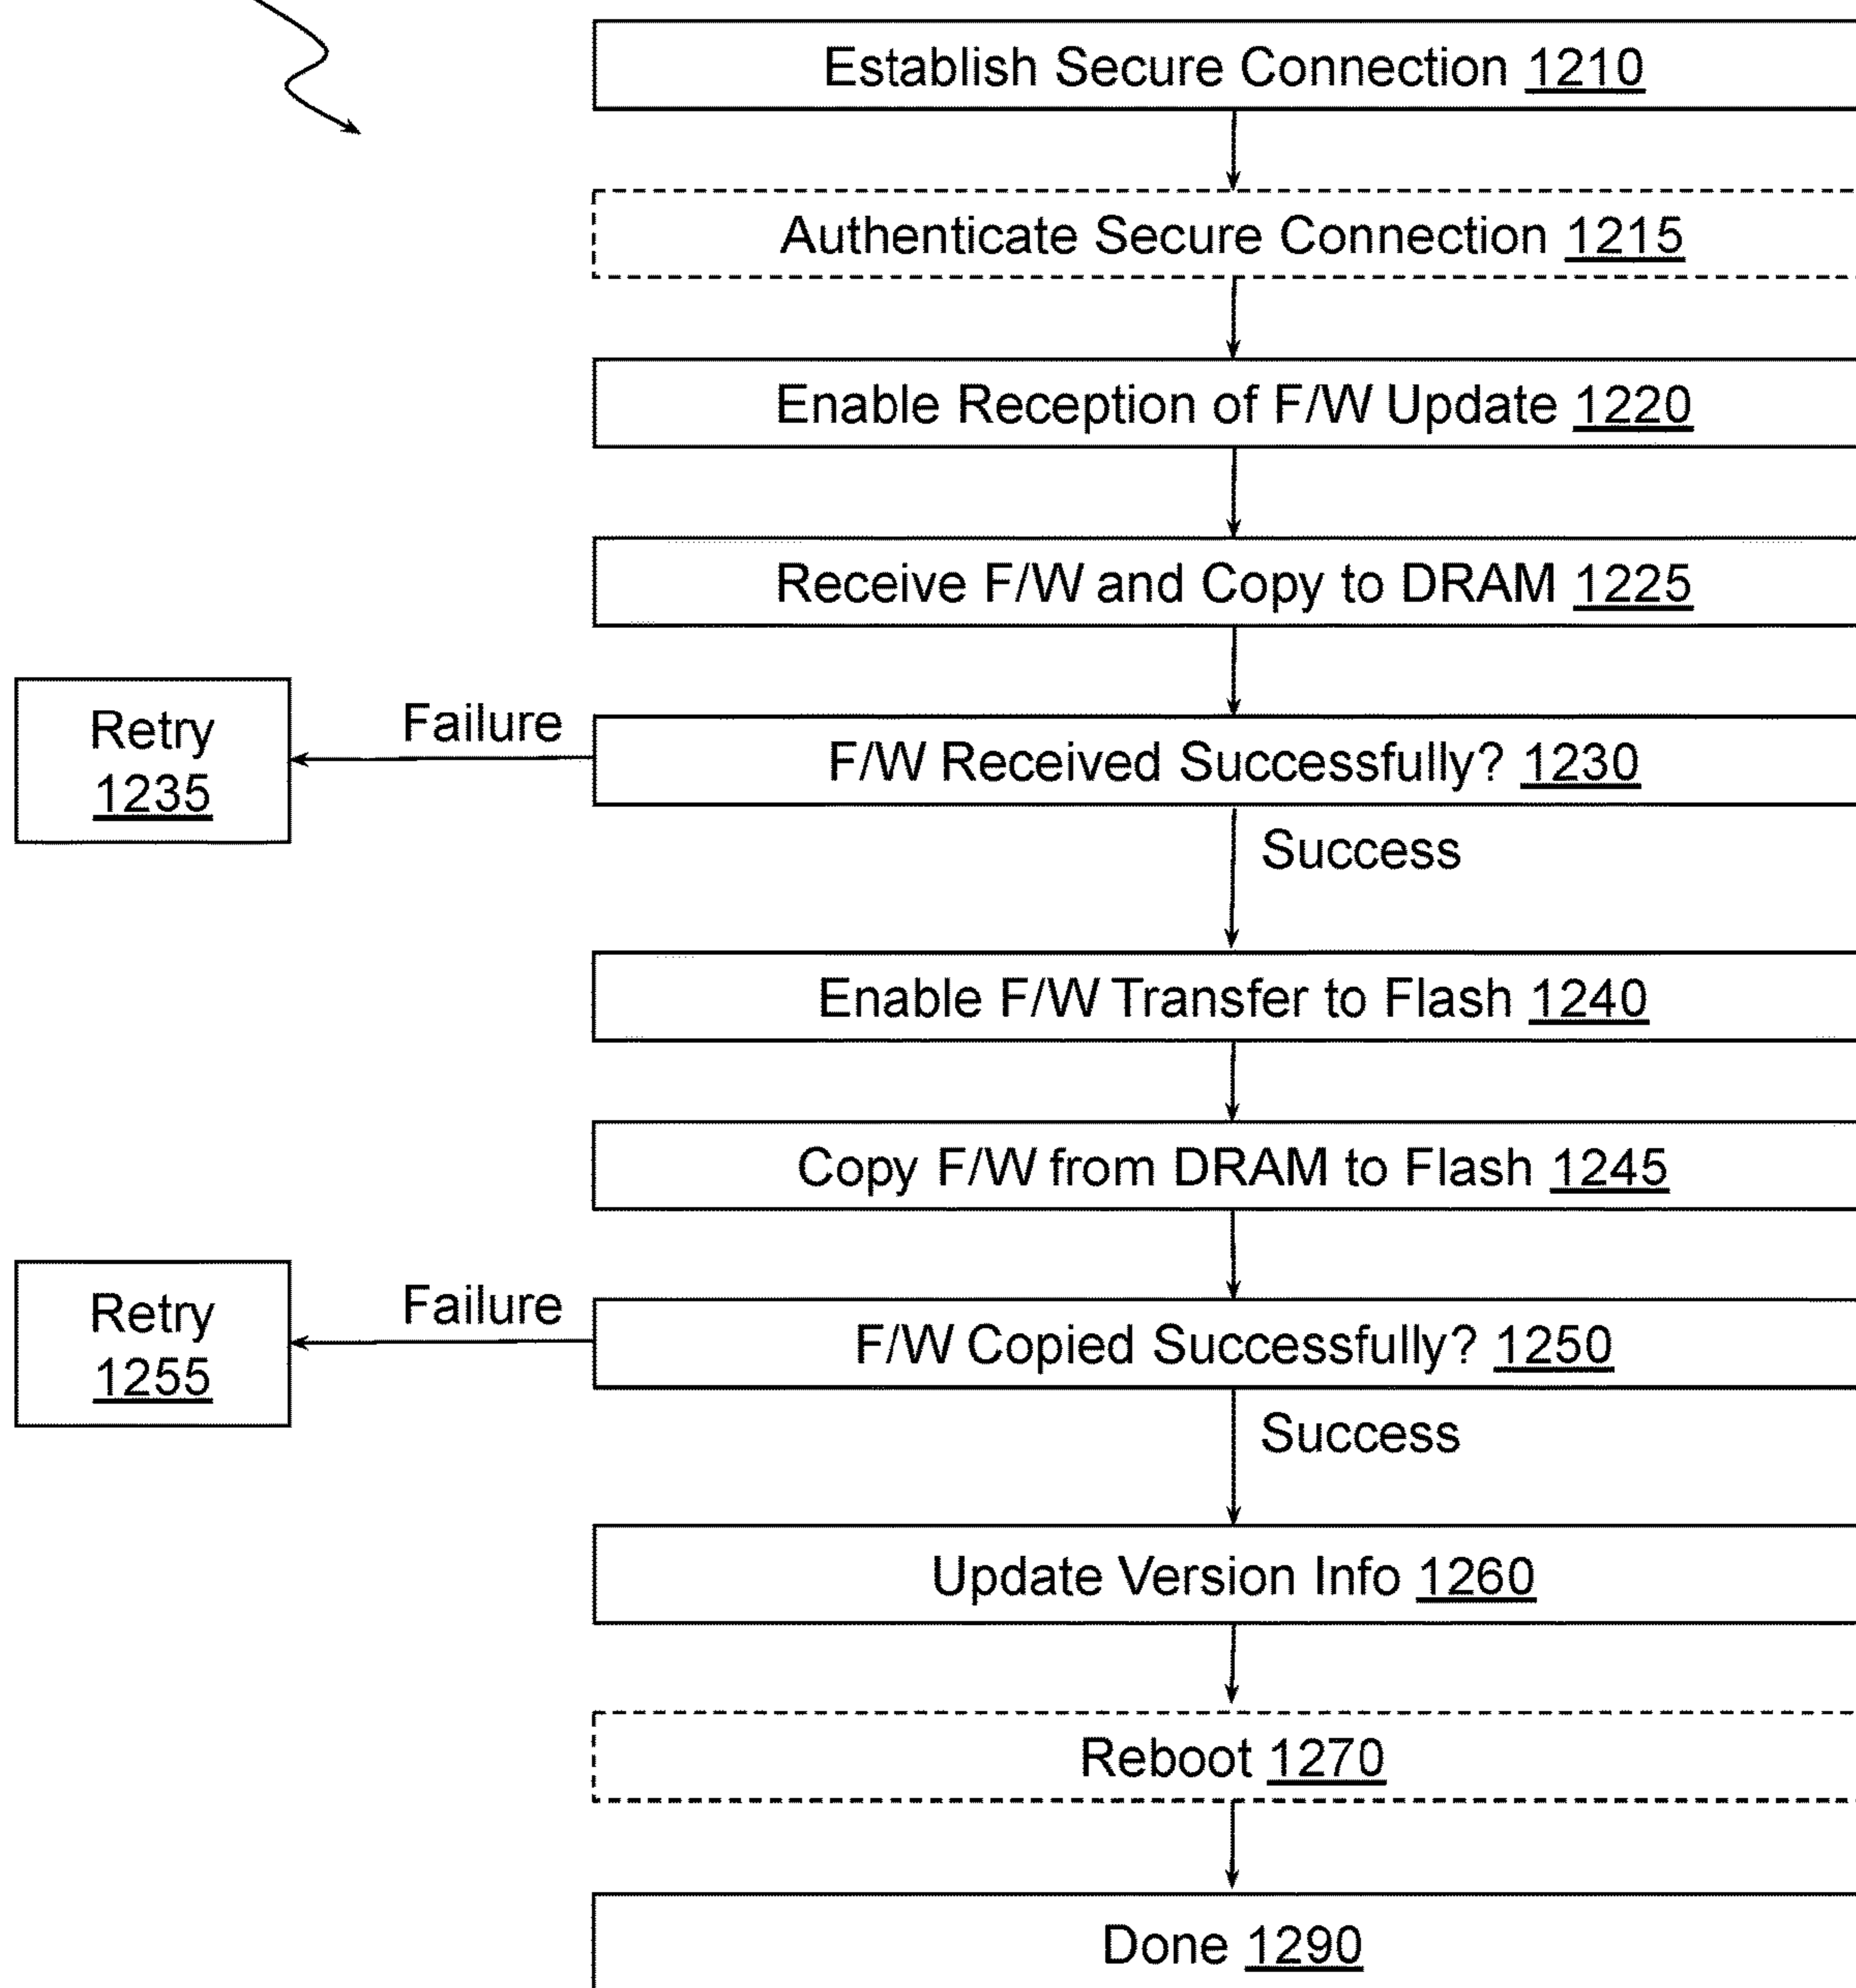 Establish Secure Connection 1210
Authenticate Secure Connection 1215
Enable Reception of F/W Update 1220
Receive F/W and Copy to DRAM 1225
Retry
1235
Failure
F/W Received Successfully? 1230
Success
Enable F/W Transfer to Flash 1240
Copy F/W from DRAM to Flash 1245
Retry
1255
Failure
F/W Copied Successfully? 1250
Success
Update Version Info 1260
Reboot 1270
Done 1290